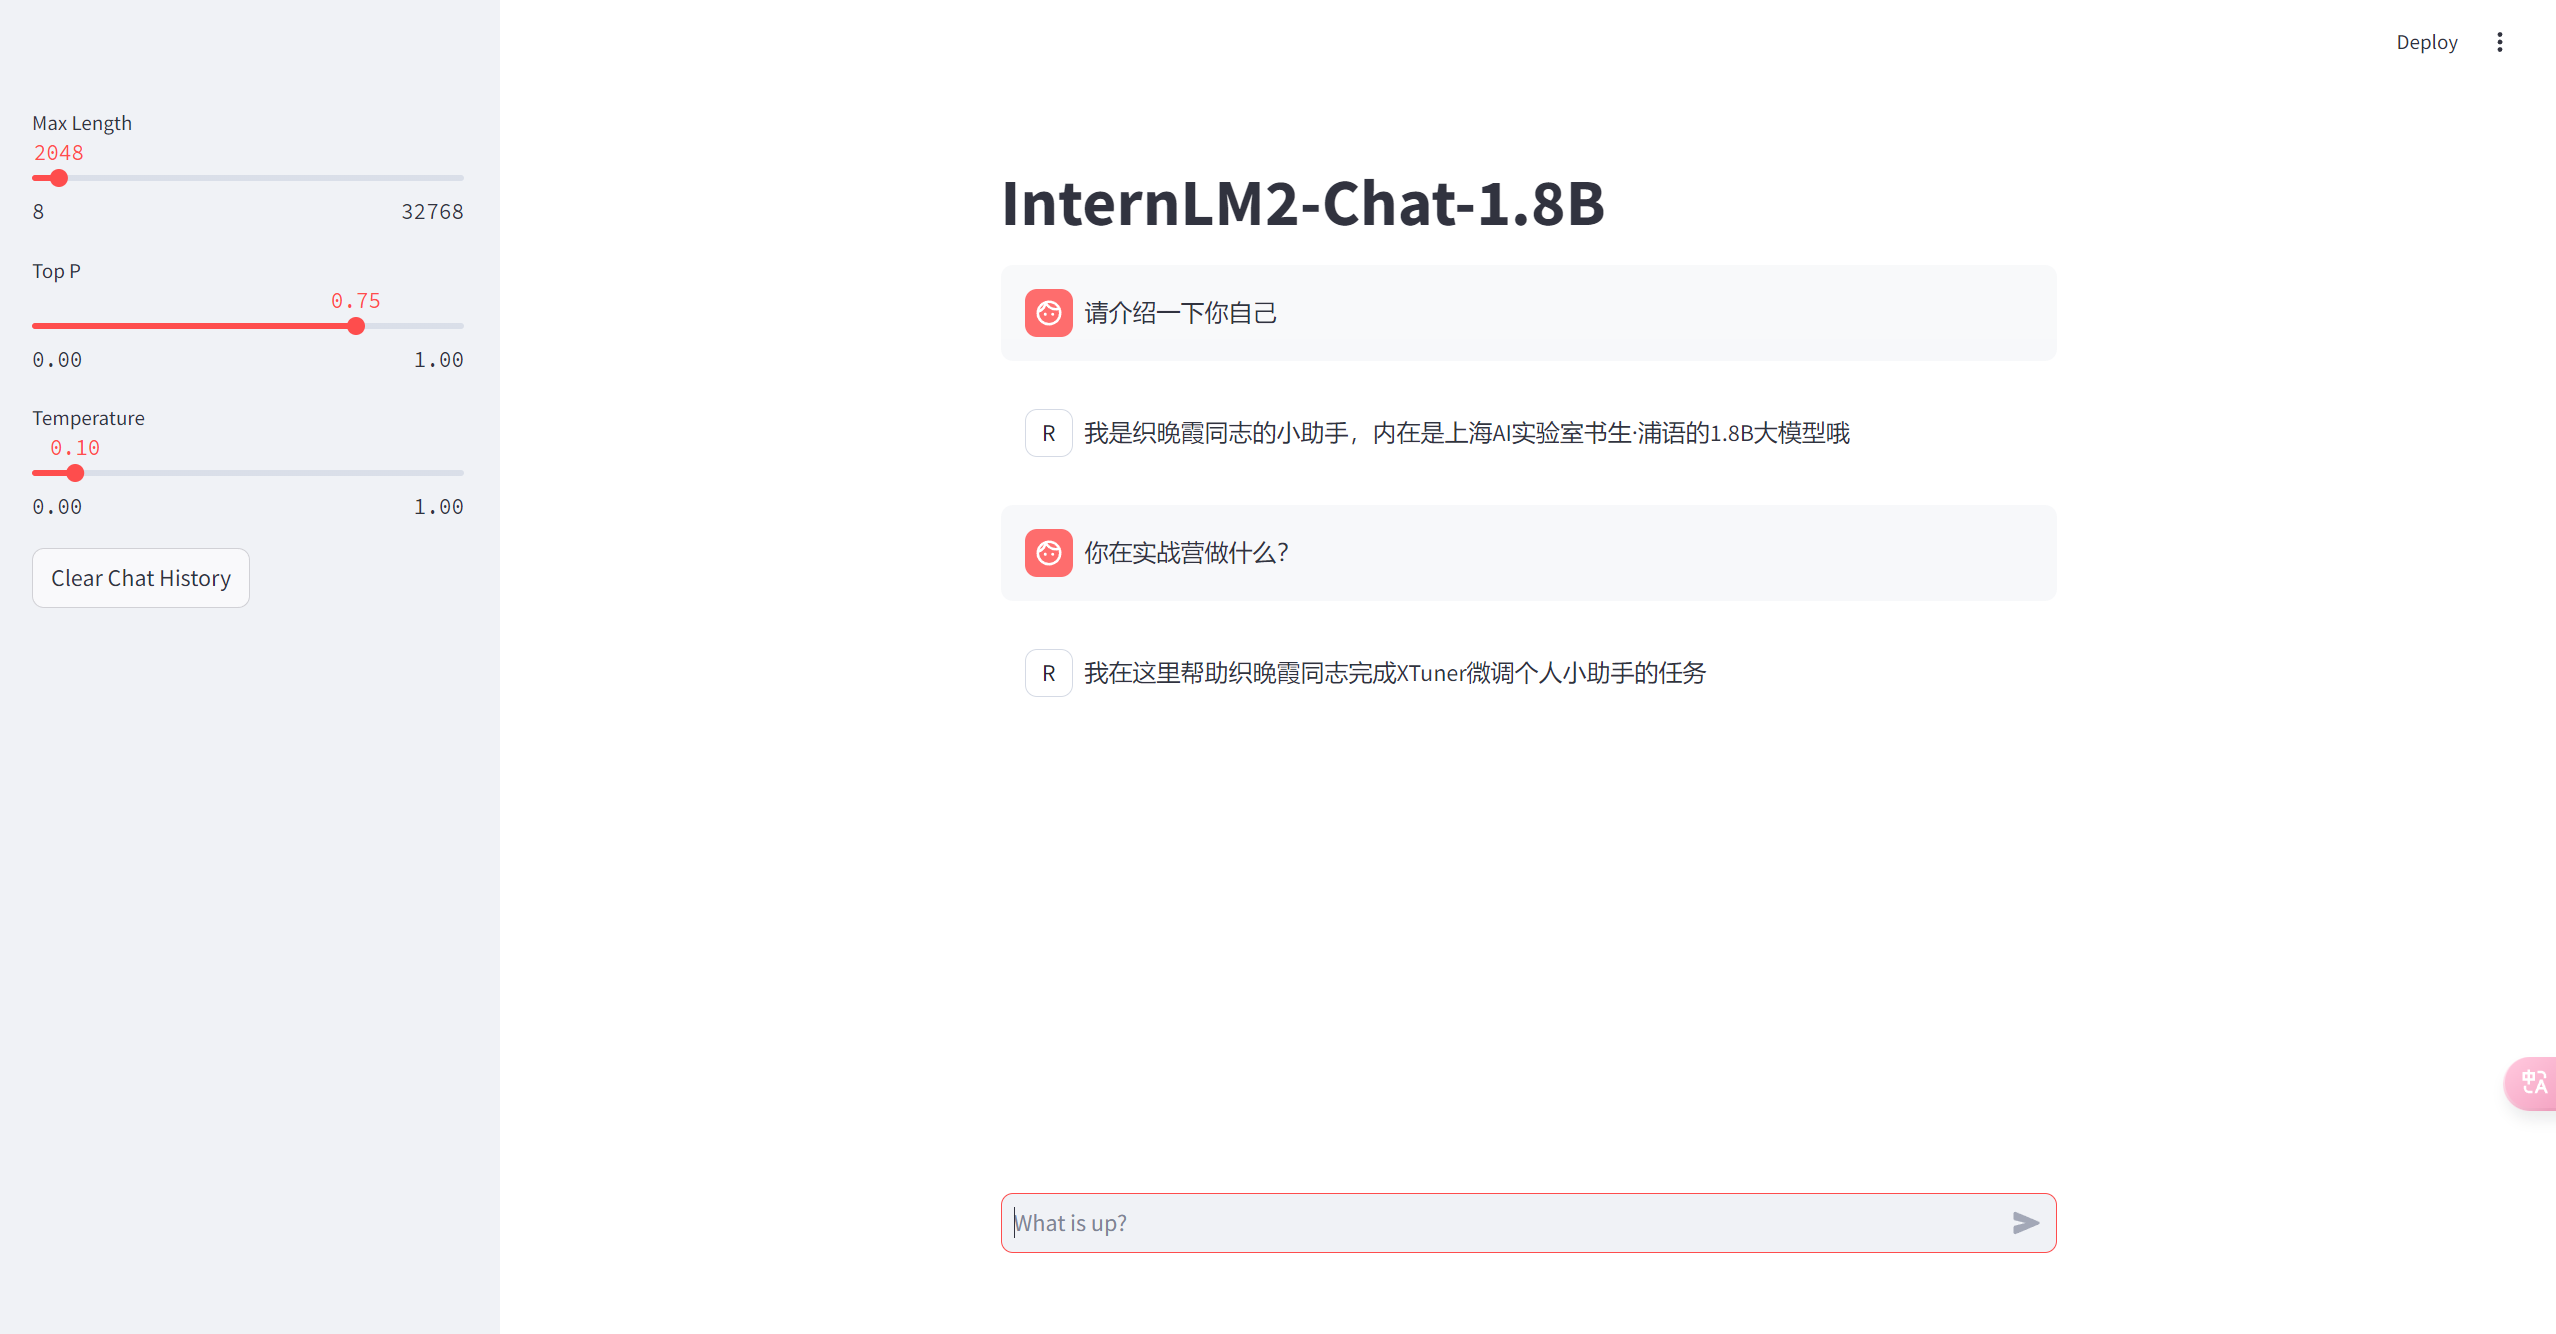 Deploy
Max Length
2048
8 32768
Top P
0.75
0.00 1.00
Temperature
0.10
0.00 1.00
Clear Chat History
InternLM2-Chat-1.8B
请介绍一下你自己
R 我是织晚霞同志的小助手，内在是上海AI实验室书生·浦语的1.8B大模型哦
你在实战营做什么？
R 我在这里帮助织晚霞同志完成XTuner微调个人小助手的任务
What is up?
中A